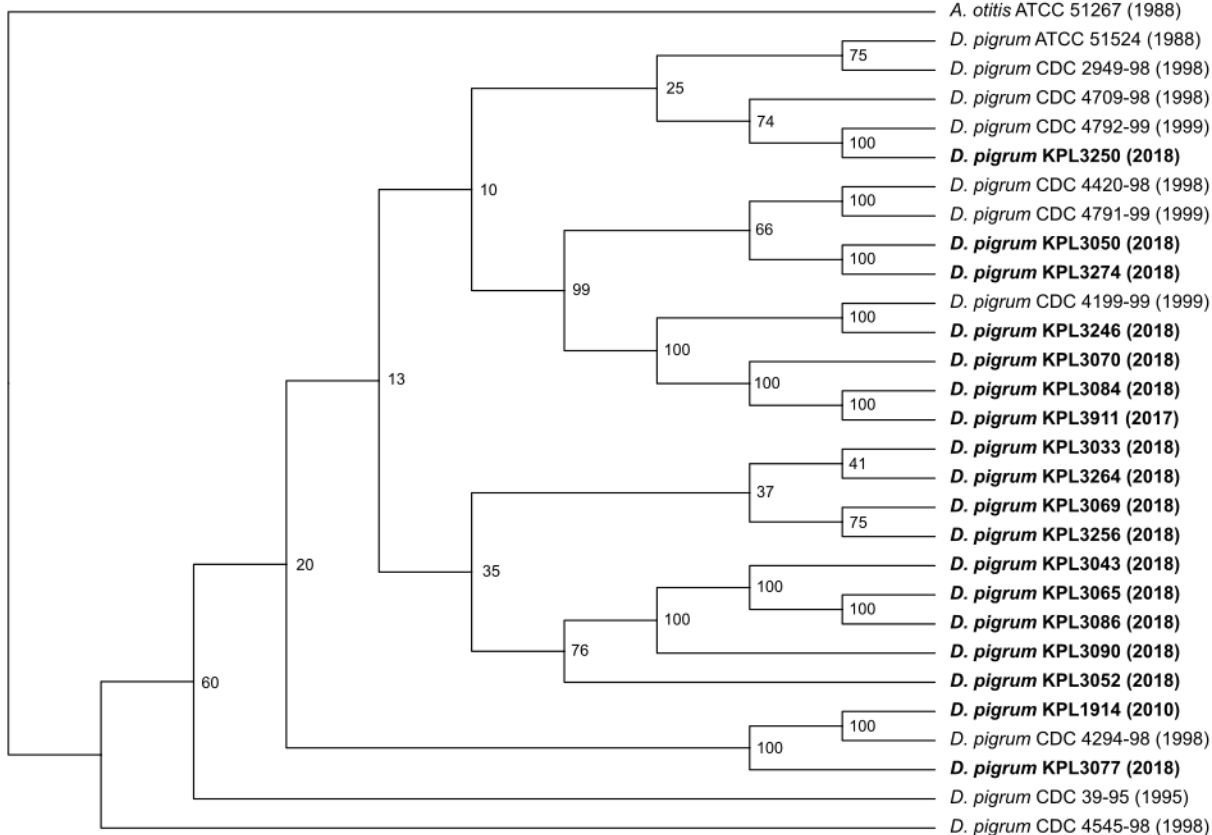 A. otitis ATCC 51267 (1988)
D. pigrum ATCC 51524 (1988)
75
D. pigrum CDC 2949-98 (1998)
25
D. pigrum CDC 4709-98 (1998)
74
D. pigrum CDC 4792-99 (1999)
100
D. pigrum KPL3250 (2018)
10
D. pigrum CDC 4420-98 (1998)
100
D. pigrum CDC 4791-99 (1999)
66
D. pigrum KPL3050 (2018)
100
D. pigrum KPL3274 (2018)
99
D. pigrum CDC 4199-99 (1999)
100
D. pigrum KPL3246 (2018)
100
D. pigrum KPL3070 (2018)
100
D. pigrum KPL3084 (2018)
100
D. pigrum KPL3911 (2017)
13
D. pigrum KPL3033 (2018)
41
D. pigrum KPL3264 (2018)
37
D. pigrum KPL3069 (2018)
75
D. pigrum KPL3256 (2018)
20
35
D. pigrum KPL3043 (2018)
100
D. pigrum KPL3065 (2018)
100
D. pigrum KPL3086 (2018)
100
76
D. pigrum KPL3090 (2018)
D. pigrum KPL3052 (2018)
60
D. pigrum KPL1914 (2010)
100
D. pigrum CDC 4294-98 (1998)
100
D. pigrum KPL3077 (2018)
D. pigrum CDC 39-95 (1995)
D. pigrum CDC 4545-98 (1998)